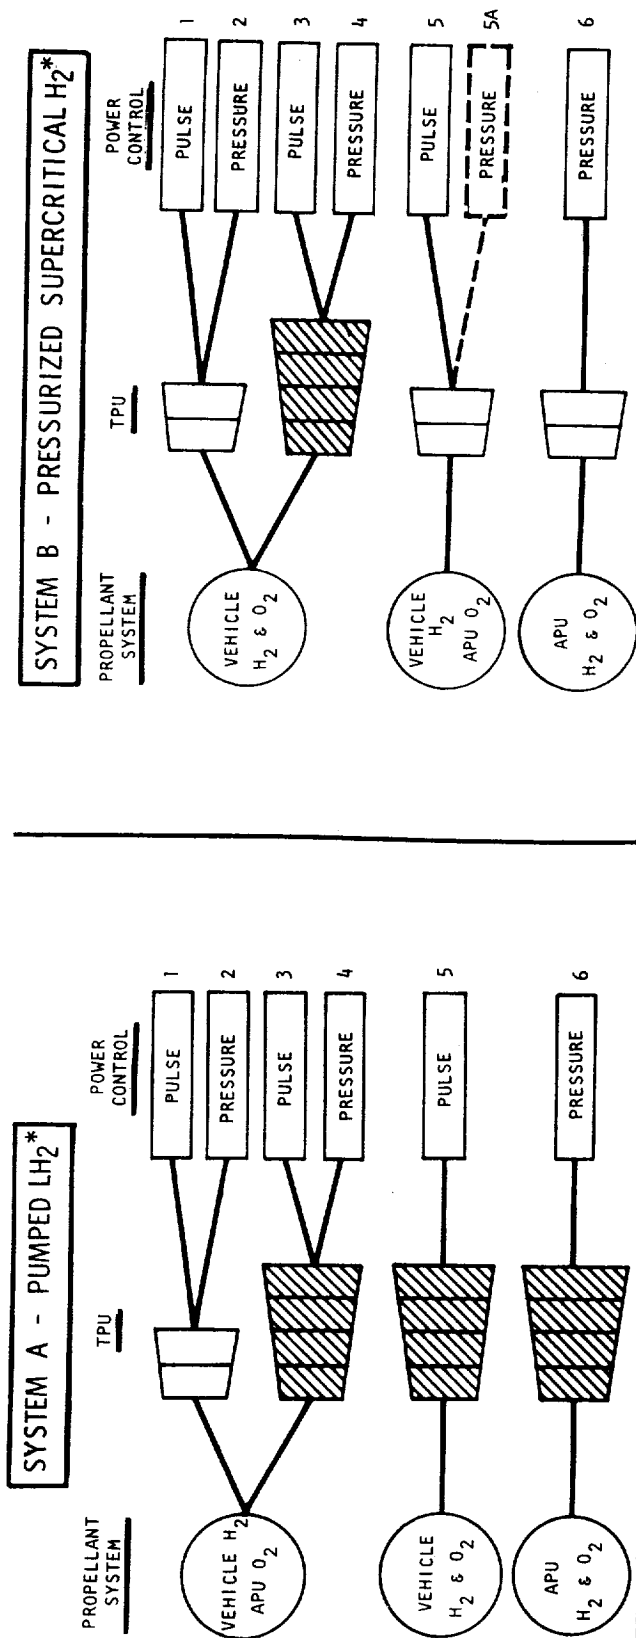 SYSTEM A - PUMPED LH2*
PROPELLANT
SYSTEM
TPU
POWER
CONTROL
VEHICLE H2
APU O2
PULSE
1
PRESSURE
2
PULSE
3
PRESSURE
4
VEHICLE
H2 & O2
PULSE
5
APU
H2 & O2
PRESSURE
6
SYSTEM B - PRESSURIZED SUPERCRITICAL H2*
PROPELLANT
SYSTEM
TPU
POWER
CONTROL
VEHICLE
H2 & O2
PULSE
1
PRESSURE
2
PULSE
3
PRESSURE
4
VEHICLE
H2
APU O2
PULSE
5
PRESSURE
5A
APU
H2 & O2
PRESSURE
6